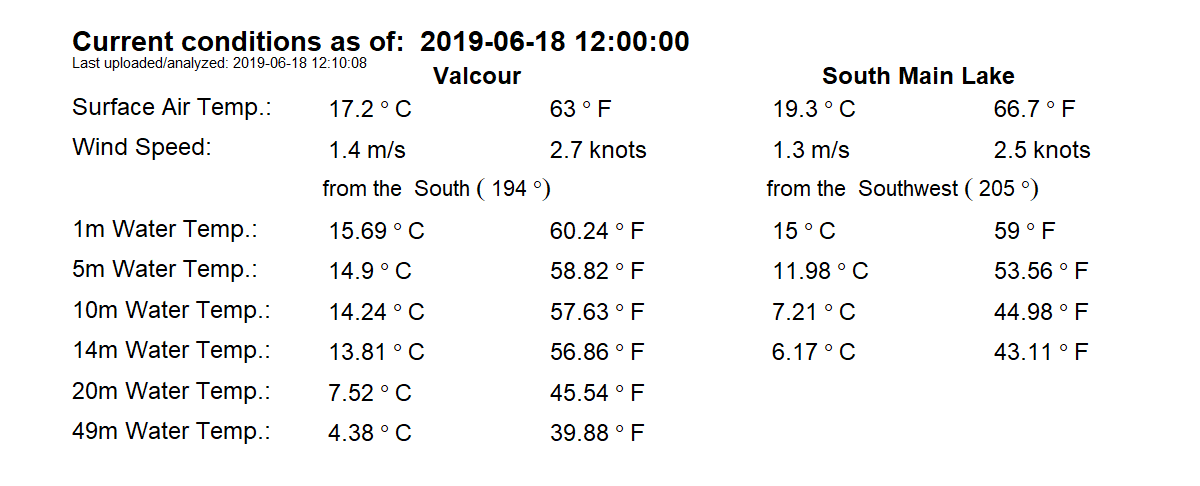 Current conditions as of: 2019-06-18 12:00:00
Last uploaded/analyzed: 2019-06-18 12:10:08
Valcour South Main Lake
Surface Air Temp.: 17.2 ° C 63 ° F 19.3 ° C 66.7 ° F
Wind Speed: 1.4 m/s 2.7 knots 1.3 m/s 2.5 knots
from the South ( 194 °) from the Southwest ( 205 °)
1m Water Temp.: 15.69 ° C 60.24 ° F 15 ° C 59 ° F
5m Water Temp.: 14.9 ° C 58.82 ° F 11.98 ° C 53.56 ° F
10m Water Temp.: 14.24 ° C 57.63 ° F 7.21 ° C 44.98 ° F
14m Water Temp.: 13.81 ° C 56.86 ° F 6.17 ° C 43.11 ° F
20m Water Temp.: 7.52 ° C 45.54 ° F
49m Water Temp.: 4.38 ° C 39.88 ° F